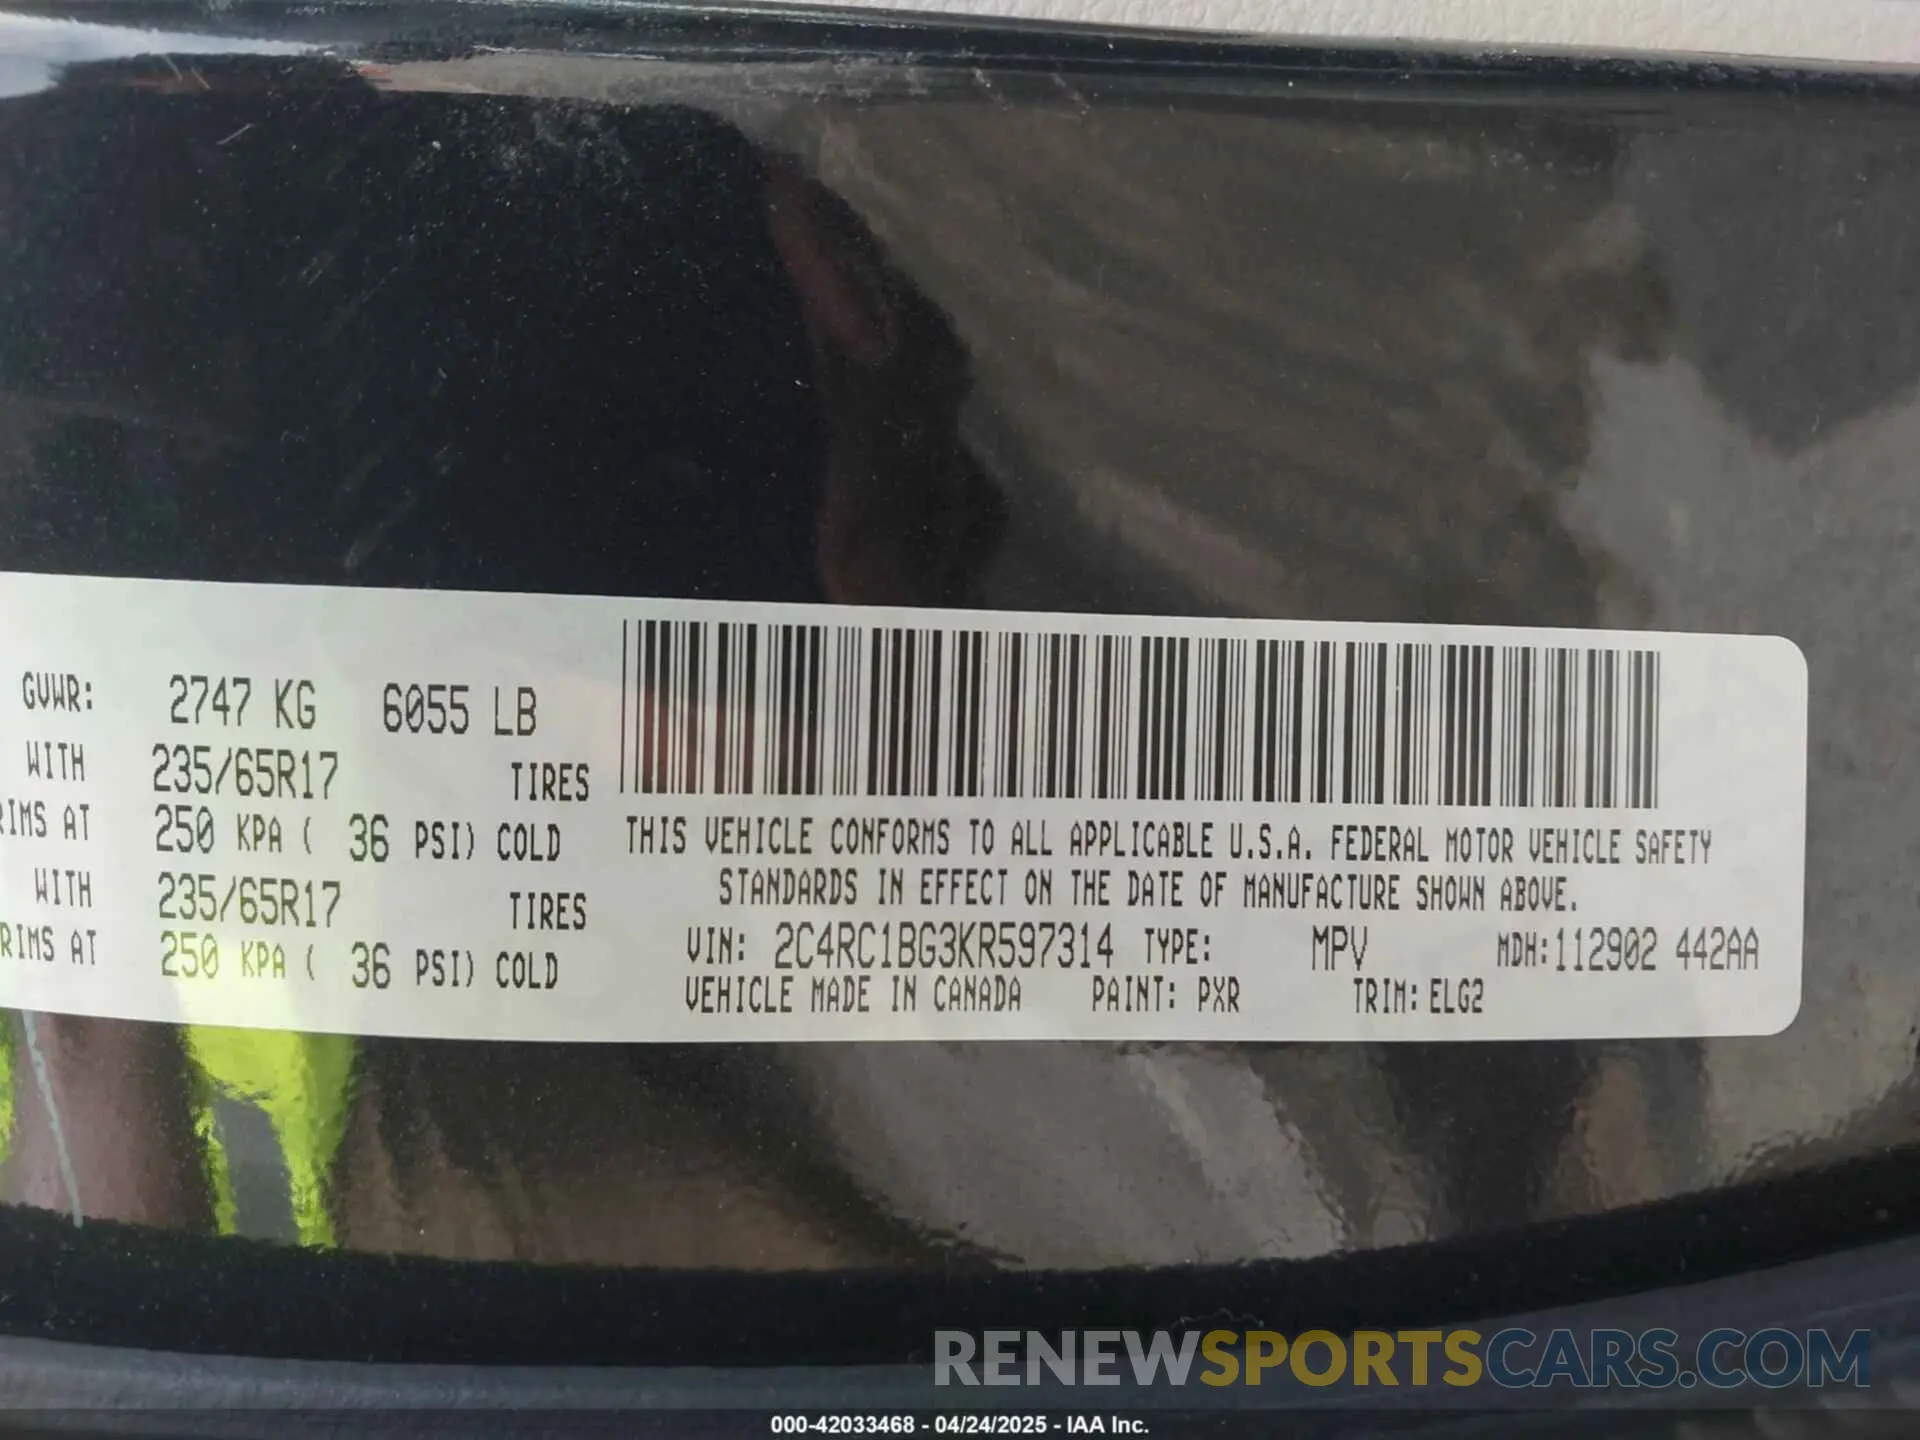 GVWR: 2747 KG 6055 LB
WITH 235/65R17 TIRES
RIMS AT 250 KPA ( 36 PSI) COLD
WITH 235/65R17 TIRES
RIMS AT 250 KPA ( 36 PSI) COLD
THIS VEHICLE CONFORMS TO ALL APPLICABLE U.S.A. FEDERAL MOTOR VEHICLE SAFETY
STANDARDS IN EFFECT ON THE DATE OF MANUFACTURE SHOWN ABOVE.
VIN: 2C4RC1BG3KR597314 TYPE: MPV MDH:112902 442AA
VEHICLE MADE IN CANADA PAINT: PXR TRIM: ELG2
RENEWSPORTSCARS.COM
000-42033468 - 04/24/2025 - IAA Inc.